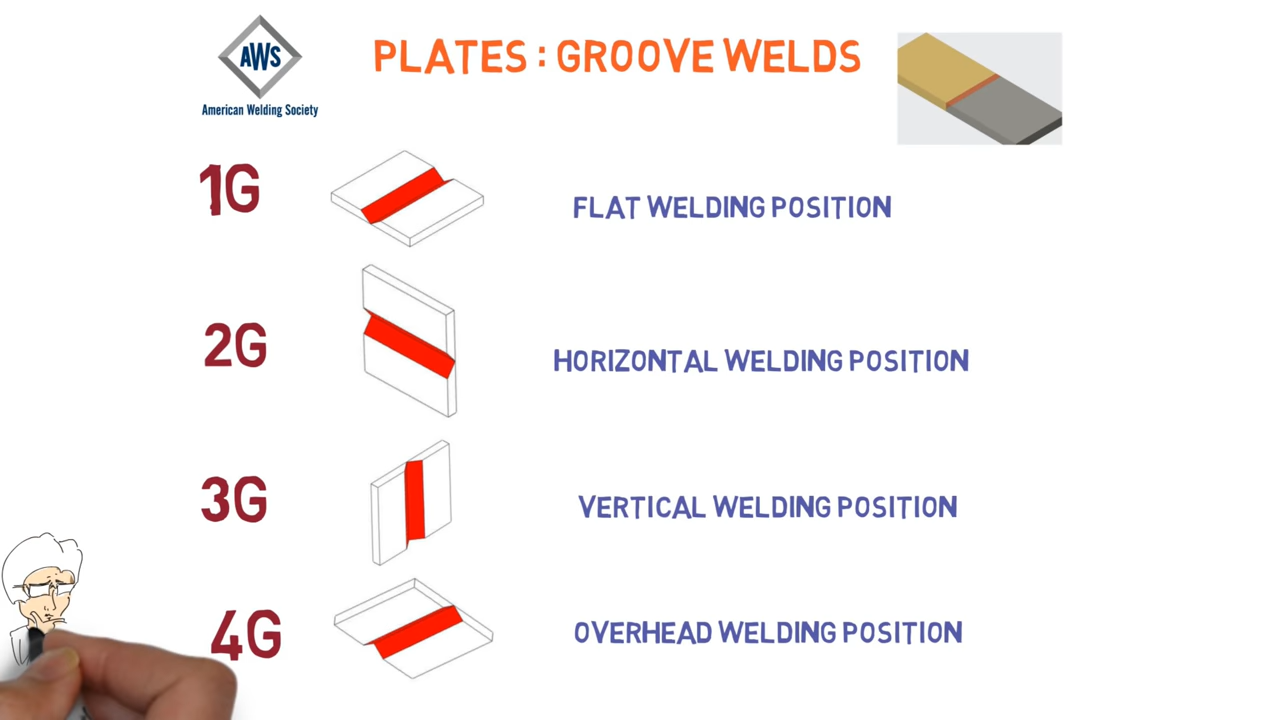 AWS
American Welding Society
PLATES : GROOVE WELDS
1G
FLAT WELDING POSITION
2G
HORIZONTAL WELDING POSITION
3G
VERTICAL WELDING POSITION
4G
OVERHEAD WELDING POSITION